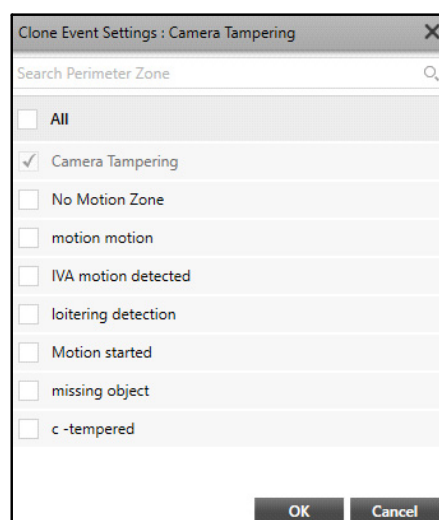 Clone Event Settings : Camera Tampering
Search Perimeter Zone
All
Camera Tampering
No Motion Zone
motion motion
IVA motion detected
loitering detection
Motion started
missing object
c -tempered
OK Cancel